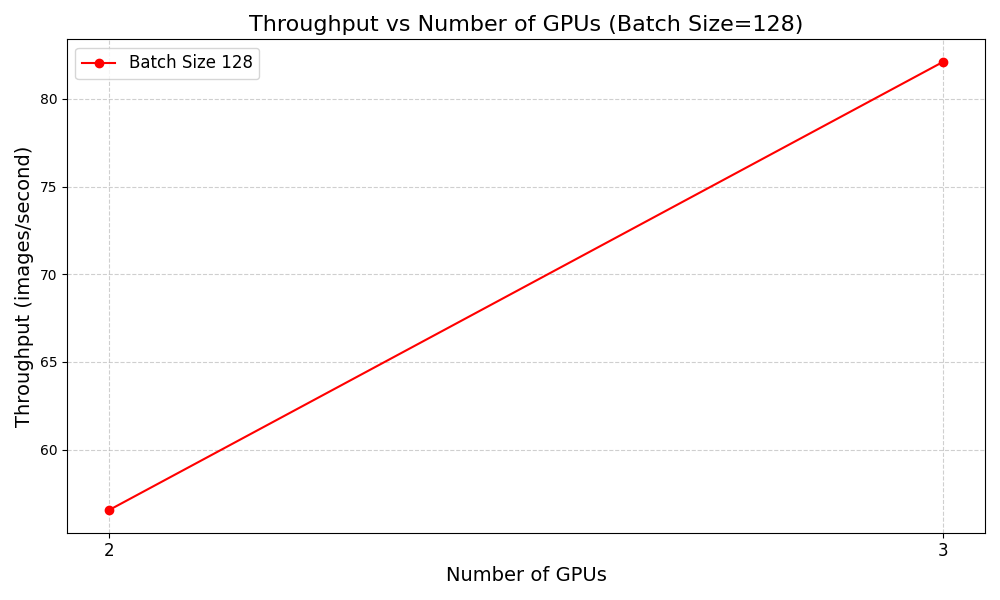 Throughput vs Number of GPUs (Batch Size=128)
Batch Size 128
Throughput (images/second)
80
75
70
65
60
2
3
Number of GPUs